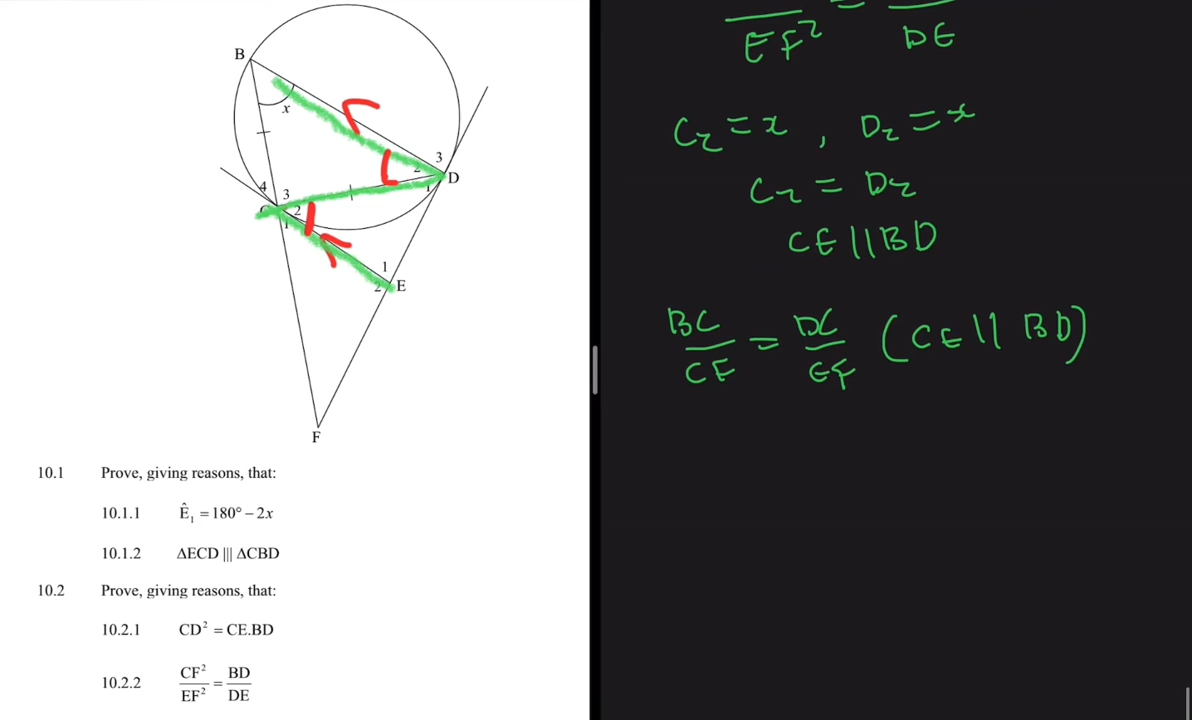 B
x
3
2
D
1
4
3
2
1
1
2
E
F
10.1 Prove, giving reasons, that:
10.1.1 Ê₁ = 180° – 2x
10.1.2 ΔECD ||| ΔCBD
10.2 Prove, giving reasons, that:
10.2.1 CD² = CE.BD
10.2.2 CF²/EF² = BD/DE
EF² = DE
C₂ = x , D₂ = x
C₂ = D₂
CE || BD
BC/CF = DC/EF (CE || BD)